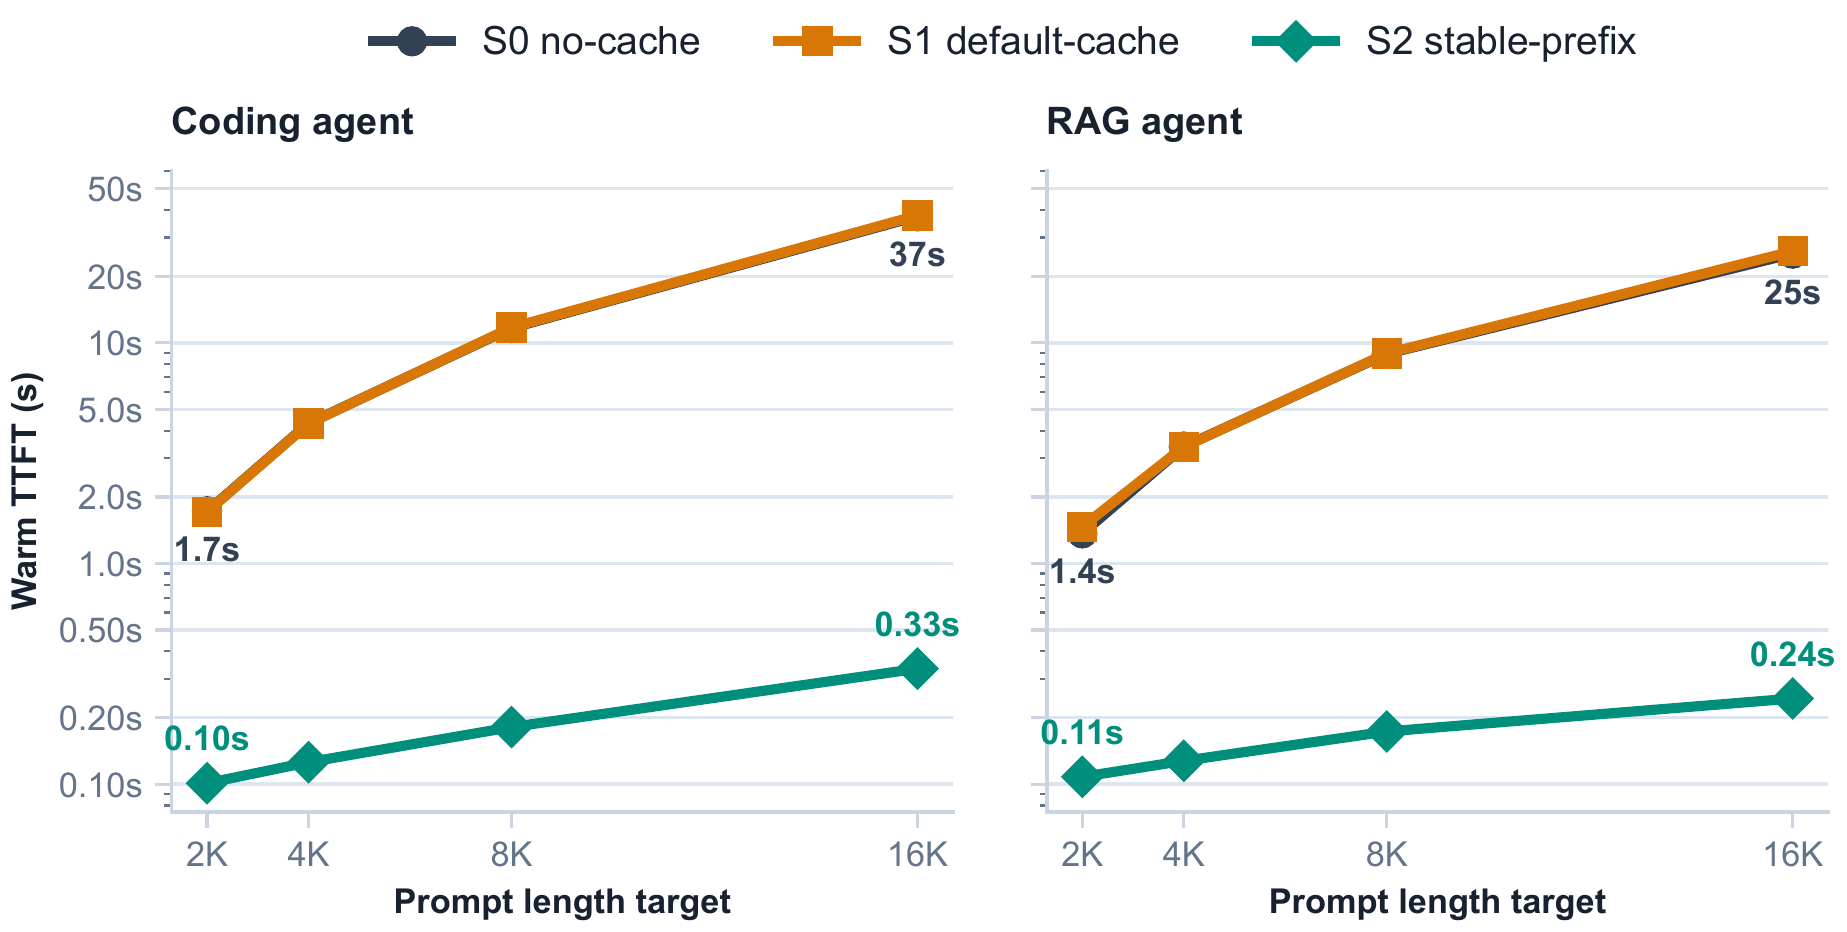 S0 no-cache S1 default-cache S2 stable-prefix
Coding agent
Warm TTFT (s)
50s
20s
10s
5.0s
2.0s
1.0s
0.50s
0.20s
0.10s
37s
1.7s
0.33s
0.10s
2K 4K 8K 16K
Prompt length target
RAG agent
25s
1.4s
0.24s
0.11s
2K 4K 8K 16K
Prompt length target